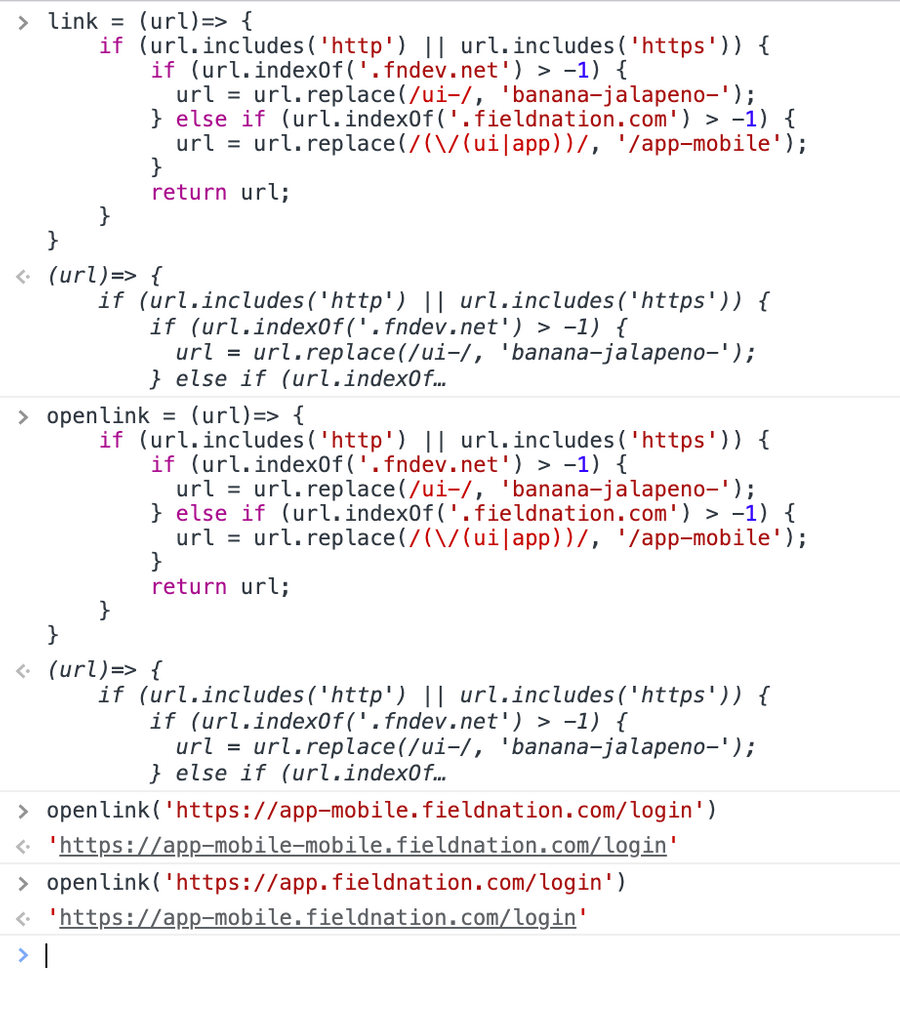 > link = (url)=> {
    if (url.includes('http') || url.includes('https')) {
        if (url.indexOf('.fndev.net') > -1) {
          url = url.replace(/ui-/, 'banana-jalapeno-');
        } else if (url.indexOf('.fieldnation.com') > -1) {
          url = url.replace(/(\/(ui|app))/, '/app-mobile');
        }
        return url;
    }
}
(url)=> {
    if (url.includes('http') || url.includes('https')) {
        if (url.indexOf('.fndev.net') > -1) {
          url = url.replace(/ui-/, 'banana-jalapeno-');
        } else if (url.indexOf…
> openlink = (url)=> {
    if (url.includes('http') || url.includes('https')) {
        if (url.indexOf('.fndev.net') > -1) {
          url = url.replace(/ui-/, 'banana-jalapeno-');
        } else if (url.indexOf('.fieldnation.com') > -1) {
          url = url.replace(/(\/(ui|app))/, '/app-mobile');
        }
        return url;
    }
}
(url)=> {
    if (url.includes('http') || url.includes('https')) {
        if (url.indexOf('.fndev.net') > -1) {
          url = url.replace(/ui-/, 'banana-jalapeno-');
        } else if (url.indexOf…
> openlink('https://app-mobile.fieldnation.com/login')
'https://app-mobile-mobile.fieldnation.com/login'
> openlink('https://app.fieldnation.com/login')
'https://app-mobile.fieldnation.com/login'
>